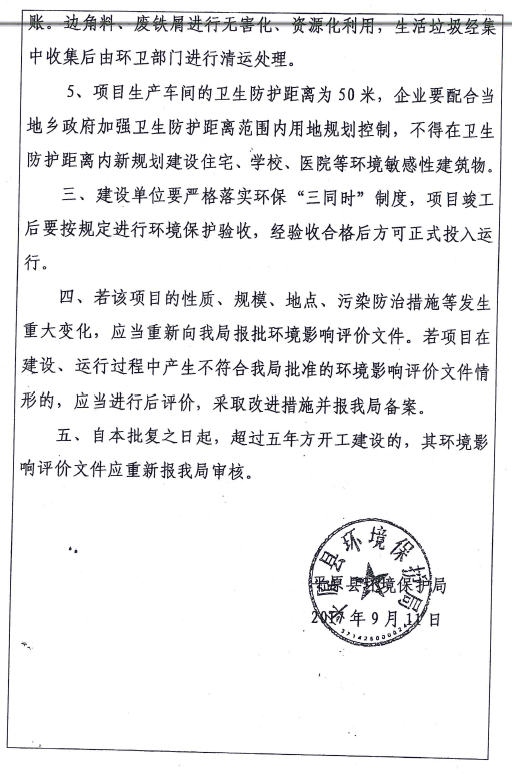 账。边角料、废铁屑进行无害化、资源化利用，生活垃圾经集
中收集后由环卫部门进行清运处理。
5、项目生产车间的卫生防护距离为50米，企业要配合当
地乡政府加强卫生防护距离范围内用地规划控制，不得在卫生
防护距离内新规划建设住宅、学校、医院等环境敏感性建筑物。
三、建设单位要严格落实环保“三同时”制度，项目竣工
后要按规定进行环境保护验收，经验收合格后方可正式投入运
行。
四、若该项目的性质、规模、地点、污染防治措施等发生
重大变化，应当重新向我局报批环境影响评价文件。若项目在
建设、运行过程中产生不符合我局批准的环境影响评价文件情
形的，应当进行后评价，采取改进措施并报我局备案。
五、自本批复之日起，超过五年方开工建设的，其环境影
响评价文件应重新报我局审核。
平原县环境保护局
平原县环境保护局
年9月11日